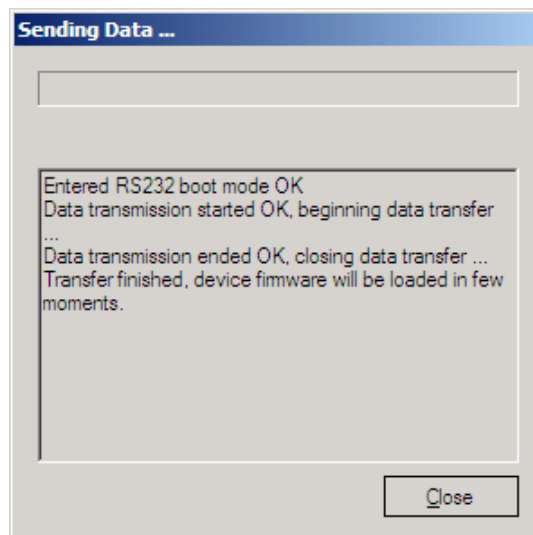 Sending Data ...
Entered RS232 boot mode OK
Data transmission started OK, beginning data transfer
...
Data transmission ended OK, closing data transfer ...
Transfer finished, device firmware will be loaded in few
moments.
Close